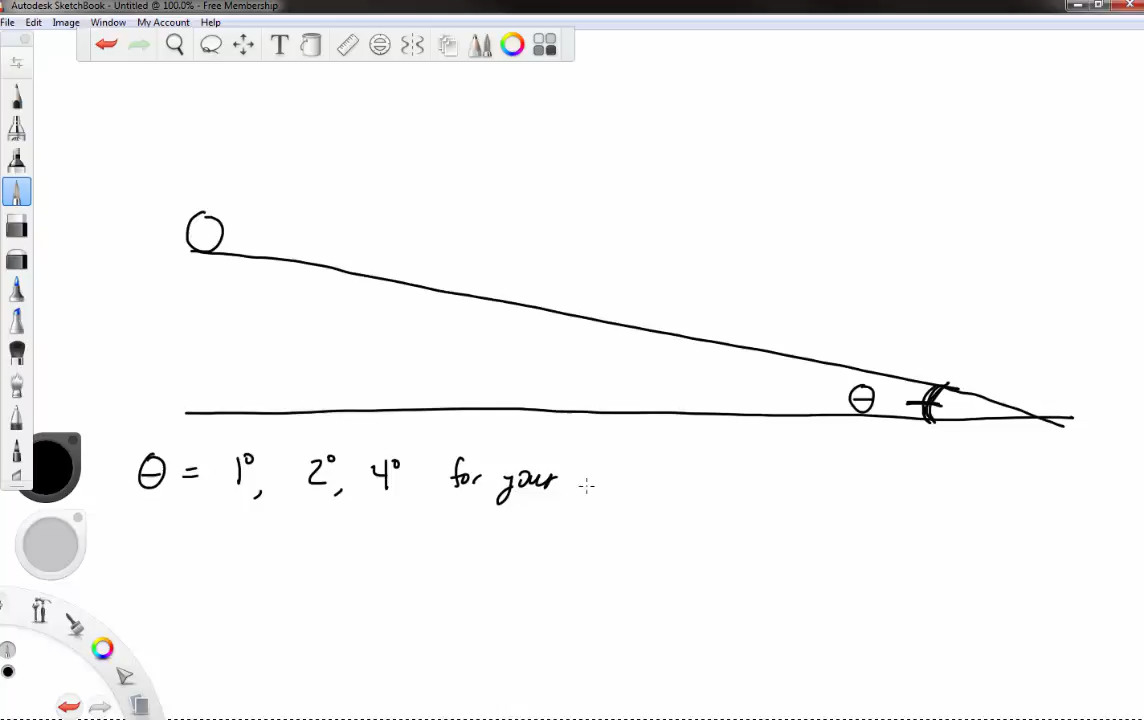 Autodesk SketchBook - Untitled @ 100.0% - Free Membership
File Edit Image Window My Account Help
T
θ
θ = 1°, 2°, 4° for your